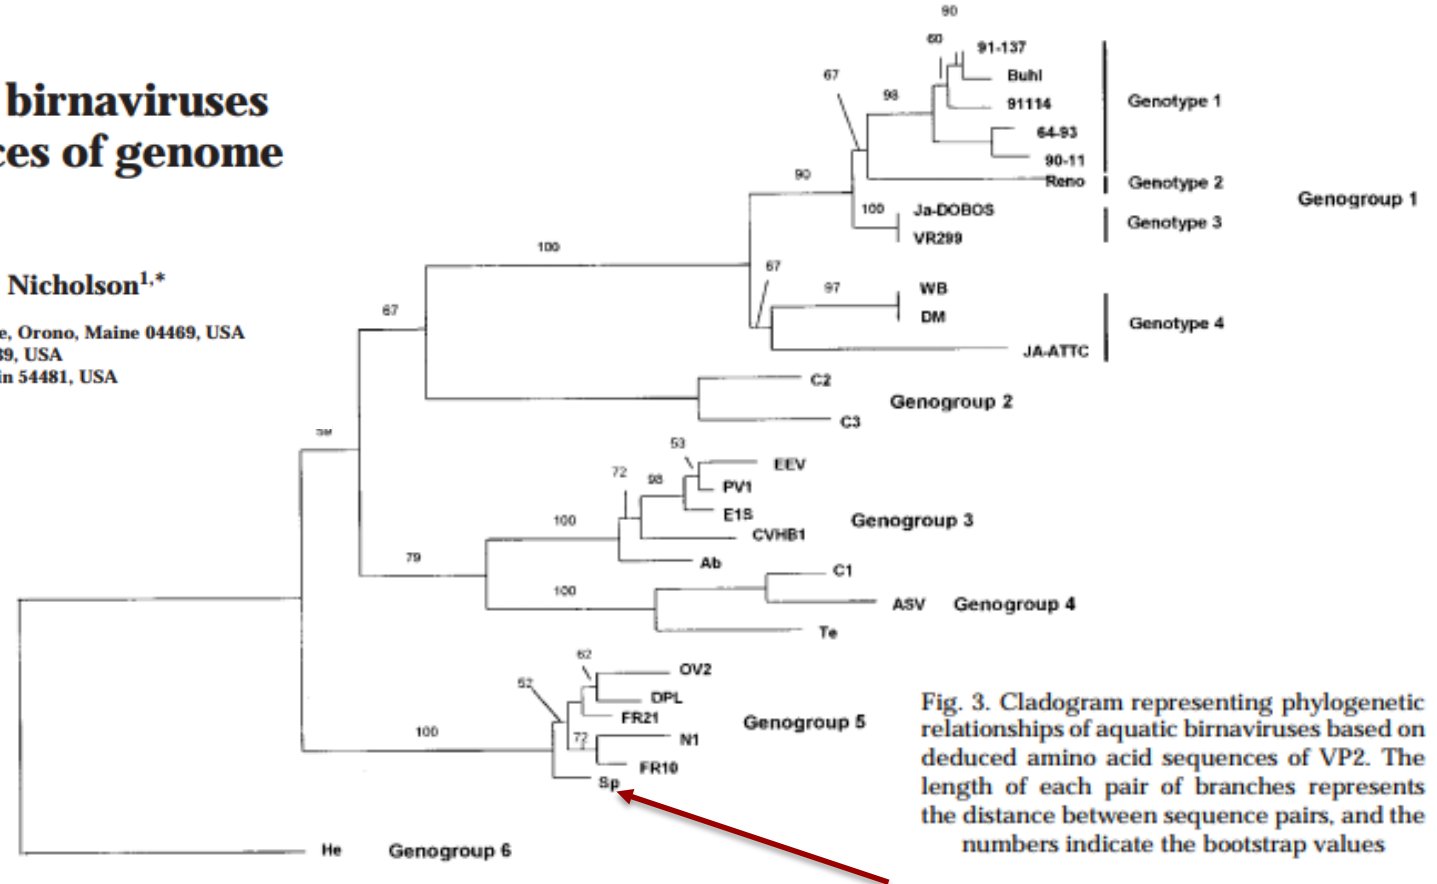 birnaviruses
ces of genome
Nicholson1,*
e, Orono, Maine 04469, USA
39, USA
in 54481, USA
90
60
91-137
67
Buhl
98
91114
Genotype 1
64-93
90-11
90
Reno
Genotype 2
Genogroup 1
100
Ja-DOBOS
VR299
Genotype 3
100
67
97
WB
DM
Genotype 4
67
JA-ATTC
C2
Genogroup 2
C3
53
EEV
72
98
PV1
E1S
100
Genogroup 3
CVHB1
79
Ab
C1
100
ASV
Genogroup 4
Te
62
OV2
52
DPL
FR21
Genogroup 5
100
72
N1
FR10
Sp
He
Genogroup 6
Fig. 3. Cladogram representing phylogenetic
relationships of aquatic birnaviruses based on
deduced amino acid sequences of VP2. The
length of each pair of branches represents
the distance between sequence pairs, and the
numbers indicate the bootstrap values